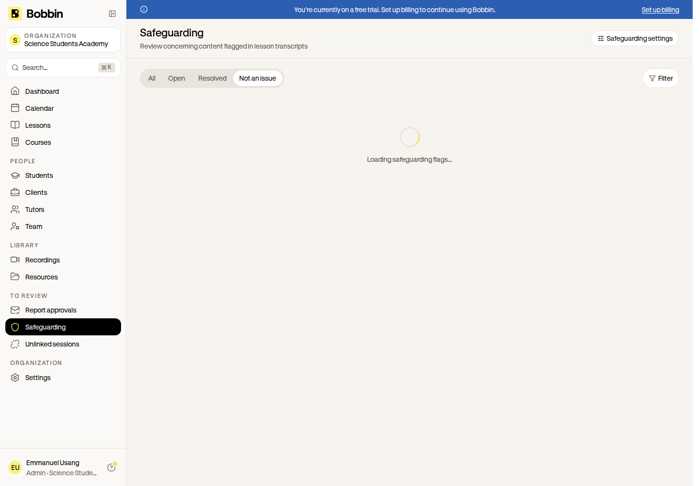 Bobbin
ORGANIZATION
S
Science Students Academy
Search...
⌘ K
Dashboard
Calendar
Lessons
Courses
PEOPLE
Students
Clients
Tutors
Team
LIBRARY
Recordings
Resources
TO REVIEW
Report approvals
Safeguarding
Unlinked sessions
ORGANIZATION
Settings
EU
Emmanuel Usang
Admin · Science Stude...
You're currently on a free trial. Set up billing to continue using Bobbin.
Set up billing
Safeguarding
Review concerning content flagged in lesson transcripts
Safeguarding settings
All
Open
Resolved
Not an issue
Filter
Loading safeguarding flags...